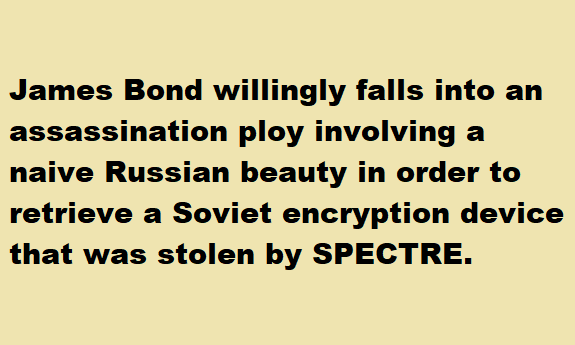 James Bond willingly falls into an
assassination ploy involving a
naive Russian beauty in order to
retrieve a Soviet encryption device
that was stolen by SPECTRE.